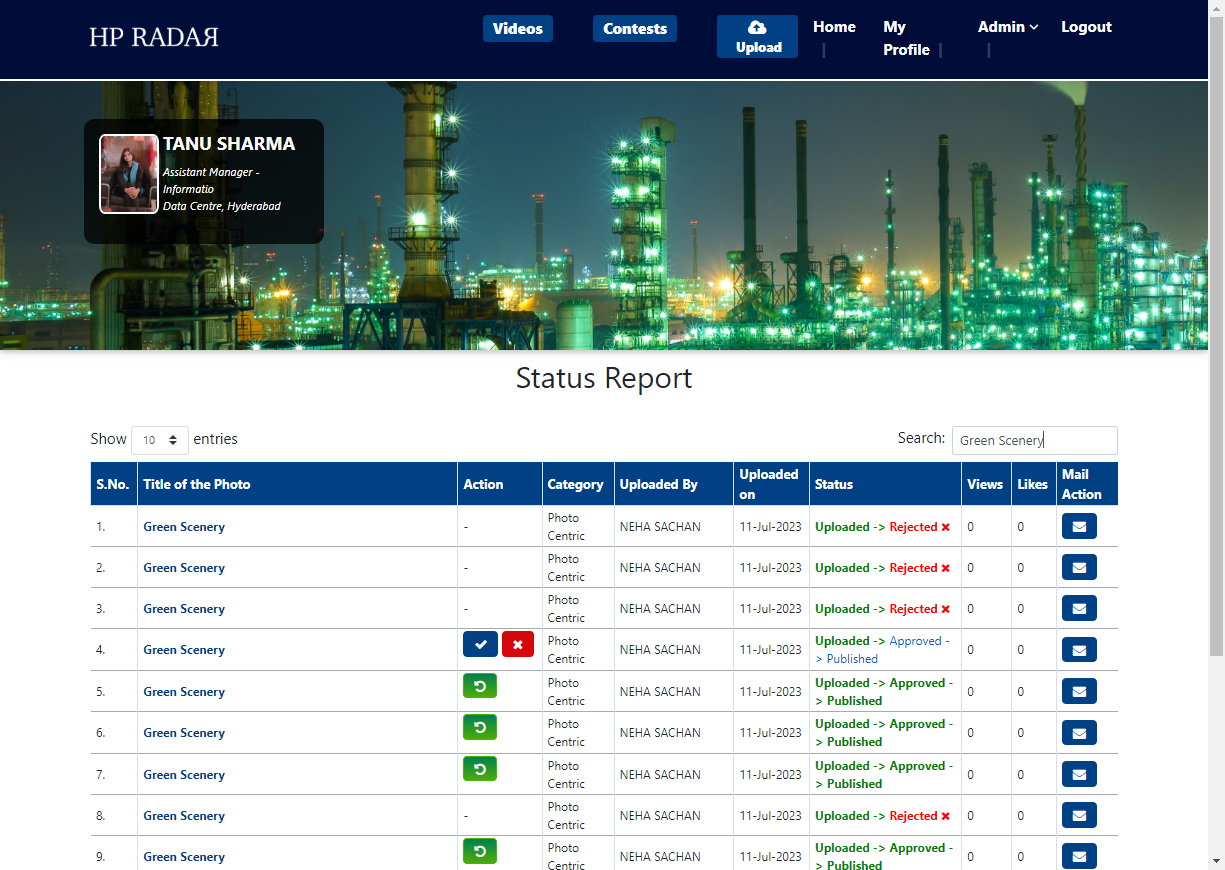 HP RADAЯ
Videos
Contests
Upload
Home
|
My
Profile |
Admin
|
Logout
TANU SHARMA
Assistant Manager -
Informatio
Data Centre, Hyderabad
Status Report
Show 10 entries
Search: Green Scenery
S.No. Title of the Photo Action Category Uploaded By Uploaded on Status Views Likes Mail Action
1. Green Scenery - Photo Centric NEHA SACHAN 11-Jul-2023 Uploaded -> Rejected 0 0
2. Green Scenery - Photo Centric NEHA SACHAN 11-Jul-2023 Uploaded -> Rejected 0 0
3. Green Scenery - Photo Centric NEHA SACHAN 11-Jul-2023 Uploaded -> Rejected 0 0
4. Green Scenery Photo Centric NEHA SACHAN 11-Jul-2023 Uploaded -> Approved -> Published 0 0
5. Green Scenery Photo Centric NEHA SACHAN 11-Jul-2023 Uploaded -> Approved -> Published 0 0
6. Green Scenery Photo Centric NEHA SACHAN 11-Jul-2023 Uploaded -> Approved -> Published 0 0
7. Green Scenery Photo Centric NEHA SACHAN 11-Jul-2023 Uploaded -> Approved -> Published 0 0
8. Green Scenery - Photo Centric NEHA SACHAN 11-Jul-2023 Uploaded -> Rejected 0 0
9. Green Scenery Photo Centric NEHA SACHAN 11-Jul-2023 Uploaded -> Approved -> Published 0 0